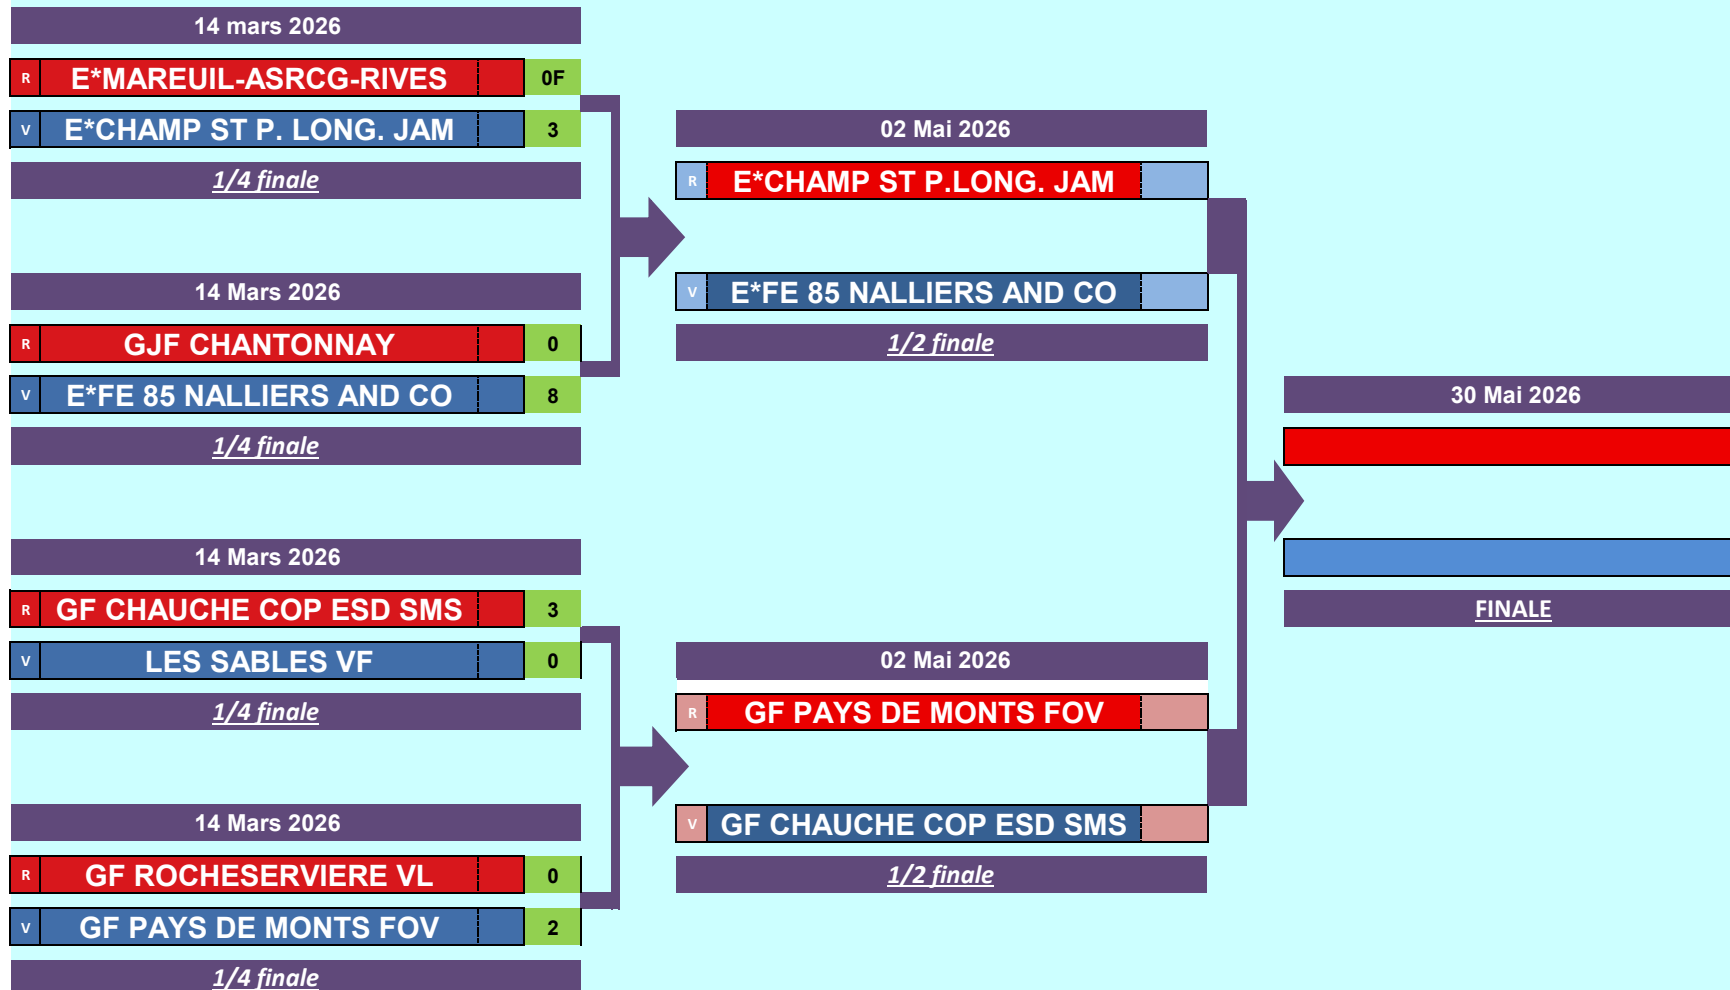 14 mars 2026
R E*MAREUIL-ASRCG-RIVES 0F
V E*CHAMP ST P. LONG. JAM 3
1/4 finale
14 Mars 2026
R GJF CHANTONNAY 0
V E*FE 85 NALLIERS AND CO 8
1/4 finale
14 Mars 2026
R GF CHAUCHE COP ESD SMS 3
V LES SABLES VF 0
1/4 finale
14 Mars 2026
R GF ROCHESERVIERE VL 0
V GF PAYS DE MONTS FOV 2
1/4 finale
02 Mai 2026
R E*CHAMP ST P.LONG. JAM
V E*FE 85 NALLIERS AND CO
1/2 finale
02 Mai 2026
R GF PAYS DE MONTS FOV
V GF CHAUCHE COP ESD SMS
1/2 finale
30 Mai 2026
FINALE